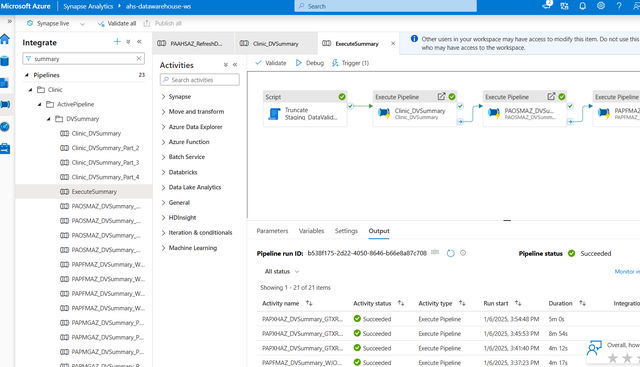 Microsoft Azure
Synapse Analytics
ahs-datawarehouse-ws
Search
2
Synapse live
Validate all
Publish all
Integrate
summary
Pipelines
23
Clinic
ActivePipeline
DVSummary
Clinic_DVSummary
Clinic_DVSummary_Part_2
Clinic_DVSummary_Part_3
Clinic_DVSummary_Part_4
ExecuteSummary
PAOSMAZ_DVSummary_...
PAOSMAZ_DVSummary_...
PAOSMAZ_DVSummary_...
PAOSMAZ_DVSummary_...
PAPFMAZ_DVSummary_W...
PAPFMAZ_DVSummary_W...
PAPFMAZ_DVSummary_W...
PAPMGAZ_DVSummary_P...
PAPMGAZ_DVSummary_P...
PAPMGAZ_DVSummary_P...
PAAHSAZ_RefreshD...
Clinic_DVSummary
ExecuteSummary
Other users in your workspace may have access to modify this item. Do not use this
who may have access to the workspace.
Activities
Search activities
Synapse
Move and transform
Azure Data Explorer
Azure Function
Batch Service
Databricks
Data Lake Analytics
General
HDInsight
Iteration & conditionals
Machine Learning
Validate
Debug
Trigger (1)
Script
Truncate
Staging_DataValid...
Execute Pipeline
Clinic_DVSummary
Clinic_DVSummary
Execute Pipeline
PAOSMAZ_DVSu...
PAOSMAZ_DVSumm...
Execute Pipeline
PAPFMAZ_
PAPFMAZ_DV
Parameters
Variables
Settings
Output
Pipeline run ID:
b538f175-2d22-4050-8646-b66e8a87c708
Pipeline status
Succeeded
All status
Monitor in
Showing 1 - 21 of 21 items
Activity name
Activity status
Activity type
Run start
Duration
Integration
PAPXHAZ_DVSummary_GTXR...
Succeeded
Execute Pipeline
1/6/2025, 3:54:48 PM
5m 0s
PAPXHAZ_DVSummary_GTXR...
Succeeded
Execute Pipeline
1/6/2025, 3:45:53 PM
8m 54s
PAPXHAZ_DVSummary_GTXR...
Succeeded
Execute Pipeline
1/6/2025, 3:41:40 PM
4m 12s
PAPFMAZ_DVSummary_WJO...
Succeeded
Execute Pipeline
1/6/2025, 3:37:23 PM
4m 17s
Overall, how